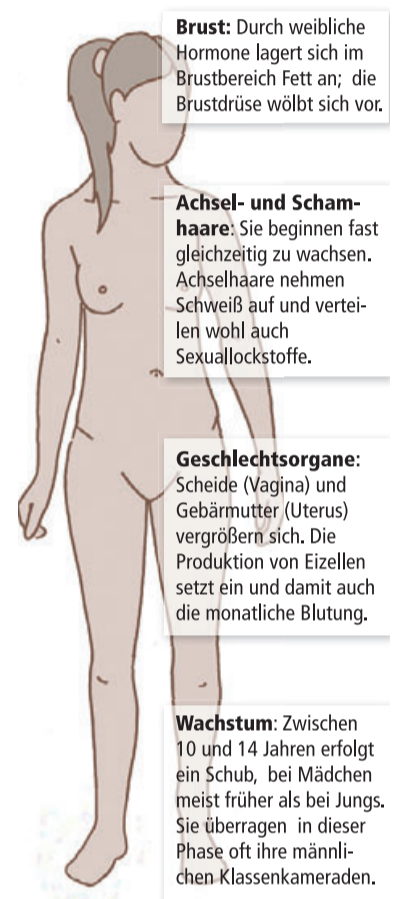 Brust: Durch weibliche
Hormone lagert sich im
Brustbereich Fett an; die
Brustdrüse wölbt sich vor.
Achsel- und Scham-
haare: Sie beginnen fast
gleichzeitig zu wachsen.
Achselhaare nehmen
Schweiß auf und vertei-
len wohl auch
Sexuallockstoffe.
Geschlechtsorgane:
Scheide (Vagina) und
Gebärmutter (Uterus)
vergrößern sich. Die
Produktion von Eizellen
setzt ein und damit auch
die monatliche Blutung.
Wachstum: Zwischen
10 und 14 Jahren erfolgt
ein Schub, bei Mädchen
meist früher als bei Jungs.
Sie überragen in dieser
Phase oft ihre männli-
chen Klassenkameraden.